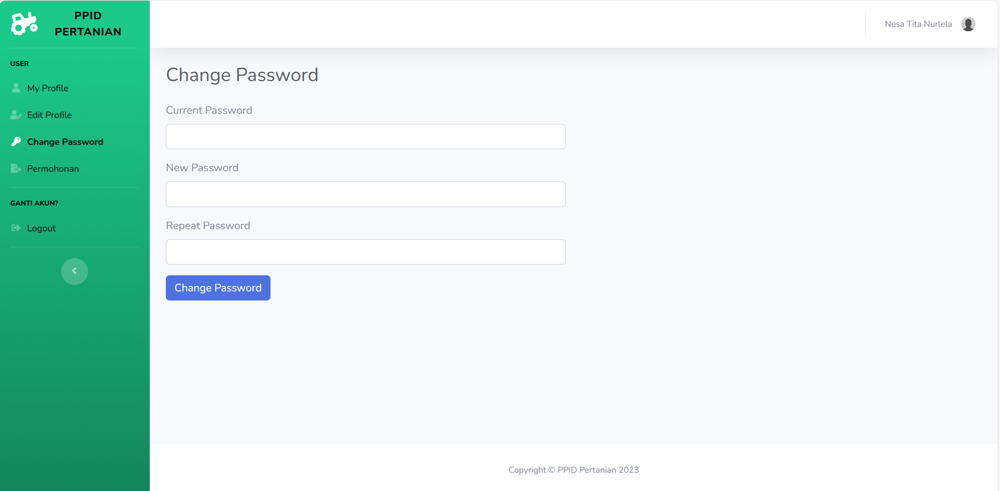 PPID
PERTANIAN
Nesa Tita Nurlela
USER
My Profile
Edit Profile
Change Password
Permohonan
GANTI AKUN?
Logout
Change Password
Current Password
New Password
Repeat Password
Change Password
Copyright © PPID Pertanian 2023